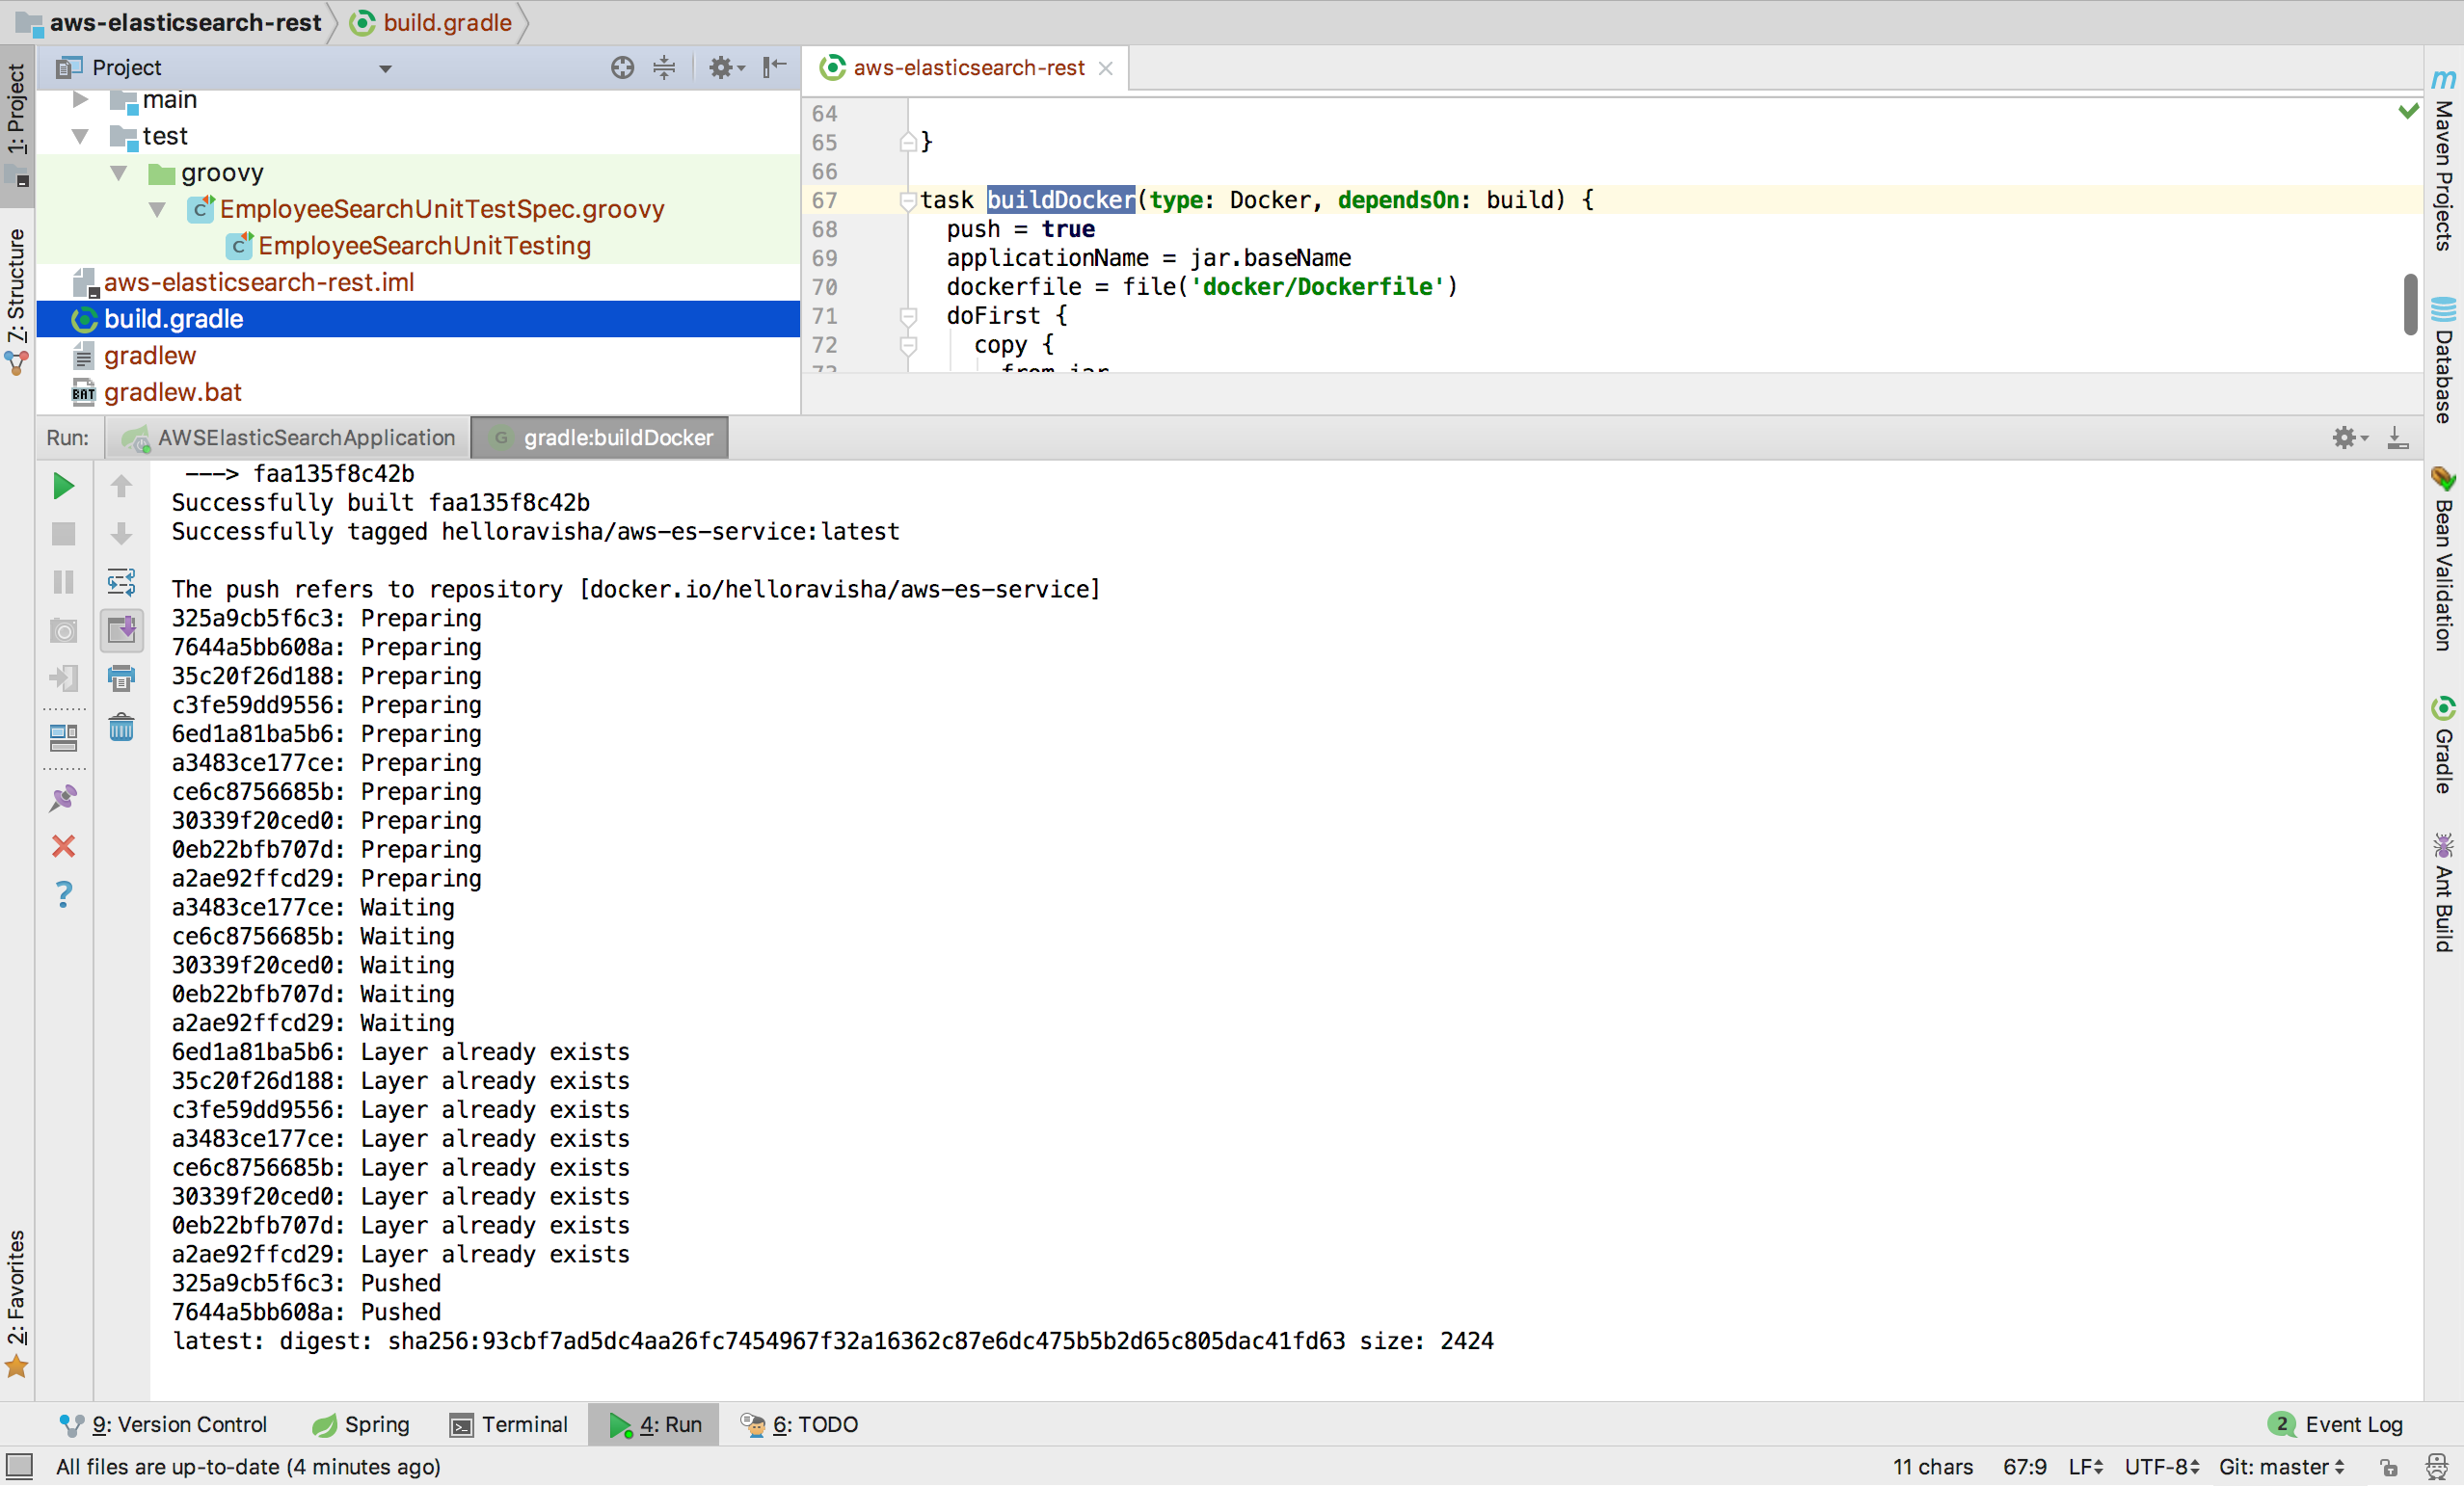 aws-elasticsearch-rest build.gradle
1: Project
7: Structure
2: Favorites
Project
main
test
groovy
EmployeeSearchUnitTestSpec.groovy
EmployeeSearchUnitTesting
aws-elasticsearch-rest.iml
build.gradle
gradlew
BAT gradlew.bat
aws-elasticsearch-rest
64
65 }
66
67 task buildDocker(type: Docker, dependsOn: build) {
68 push = true
69 applicationName = jar.baseName
70 dockerfile = file('docker/Dockerfile')
71 doFirst {
72 copy {
73 from jar
Maven Projects
Database
Bean Validation
Gradle
Ant Build
Run: AWSElasticSearchApplication gradle:buildDocker
---> faa135f8c42b
Successfully built faa135f8c42b
Successfully tagged helloravisha/aws-es-service:latest
The push refers to repository [docker.io/helloravisha/aws-es-service]
325a9cb5f6c3: Preparing
7644a5bb608a: Preparing
35c20f26d188: Preparing
c3fe59dd9556: Preparing
6ed1a81ba5b6: Preparing
a3483ce177ce: Preparing
ce6c8756685b: Preparing
30339f20ced0: Preparing
0eb22bfb707d: Preparing
a2ae92ffcd29: Preparing
a3483ce177ce: Waiting
ce6c8756685b: Waiting
30339f20ced0: Waiting
0eb22bfb707d: Waiting
a2ae92ffcd29: Waiting
6ed1a81ba5b6: Layer already exists
35c20f26d188: Layer already exists
c3fe59dd9556: Layer already exists
a3483ce177ce: Layer already exists
ce6c8756685b: Layer already exists
30339f20ced0: Layer already exists
0eb22bfb707d: Layer already exists
a2ae92ffcd29: Layer already exists
325a9cb5f6c3: Pushed
7644a5bb608a: Pushed
latest: digest: sha256:93cbf7ad5dc4aa26fc7454967f32a16362c87e6dc475b5b2d65c805dac41fd63 size: 2424
9: Version Control Spring Terminal 4: Run 6: TODO 2 Event Log
All files are up-to-date (4 minutes ago) 11 chars 67:9 LF UTF-8 Git: master